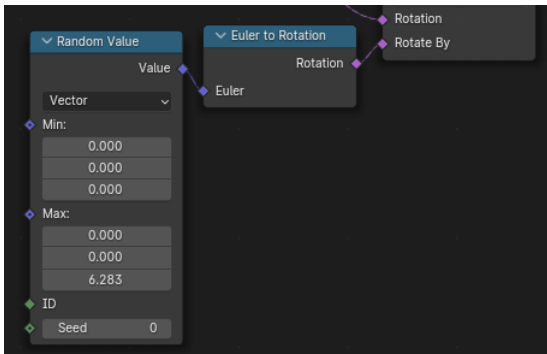 Random Value
Value
Vector
Min:
0.000
0.000
0.000
Max:
0.000
0.000
6.283
ID
Seed 0
Euler to Rotation
Rotation
Euler
Rotation
Rotate By